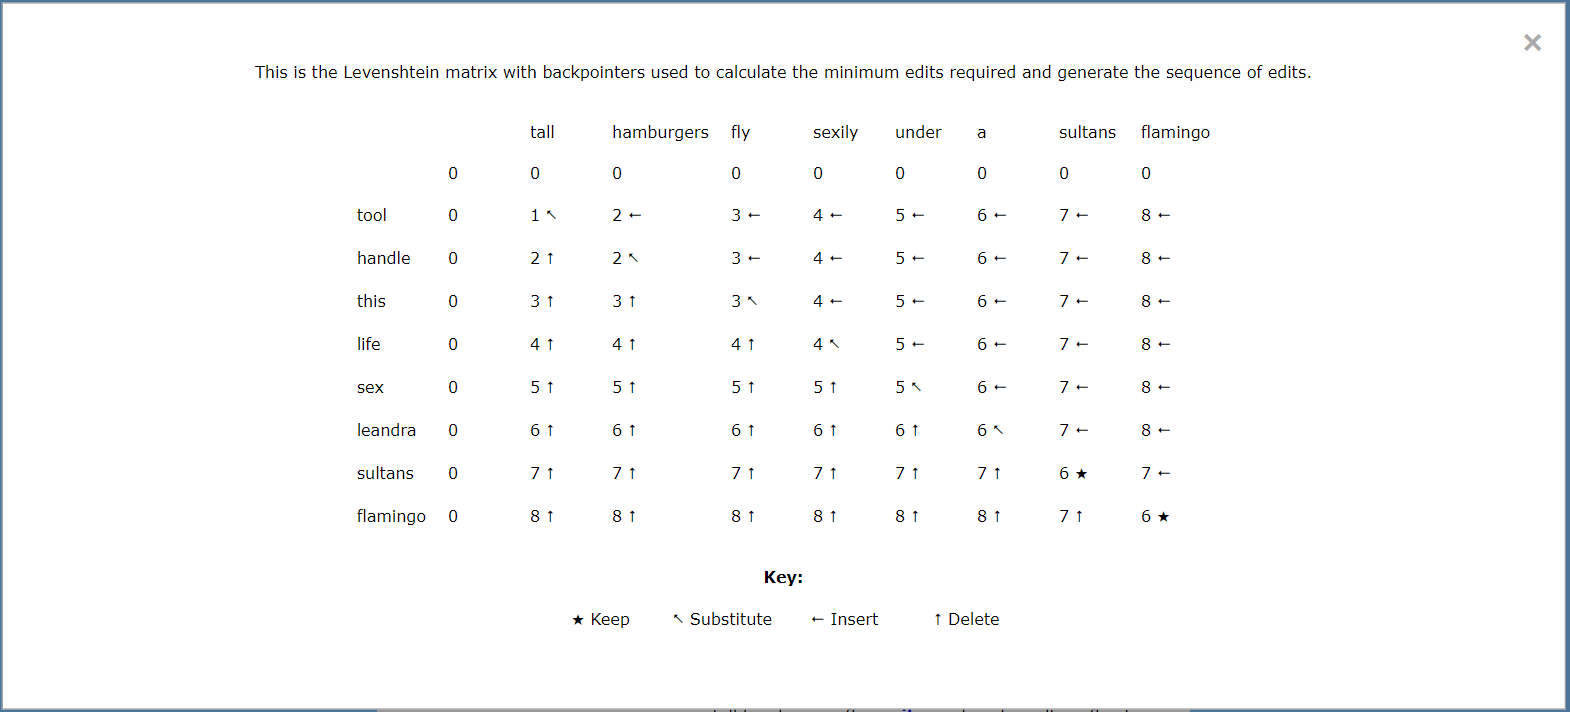 ×
This is the Levenshtein matrix with backpointers used to calculate the minimum edits required and generate the sequence of edits.
tall hamburgers fly sexily under a sultans flamingo
0 0 0 0 0 0 0 0 0
tool 0 1 ↖ 2 ← 3 ← 4 ← 5 ← 6 ← 7 ← 8 ←
handle 0 2 ↑ 2 ↖ 3 ← 4 ← 5 ← 6 ← 7 ← 8 ←
this 0 3 ↑ 3 ↑ 3 ↖ 4 ← 5 ← 6 ← 7 ← 8 ←
life 0 4 ↑ 4 ↑ 4 ↑ 4 ↖ 5 ← 6 ← 7 ← 8 ←
sex 0 5 ↑ 5 ↑ 5 ↑ 5 ↑ 5 ↖ 6 ← 7 ← 8 ←
leandra 0 6 ↑ 6 ↑ 6 ↑ 6 ↑ 6 ↑ 6 ↖ 7 ← 8 ←
sultans 0 7 ↑ 7 ↑ 7 ↑ 7 ↑ 7 ↑ 7 ↑ 6 ★ 7 ←
flamingo 0 8 ↑ 8 ↑ 8 ↑ 8 ↑ 8 ↑ 8 ↑ 7 ↑ 6 ★
Key:
★ Keep ↖ Substitute ← Insert ↑ Delete